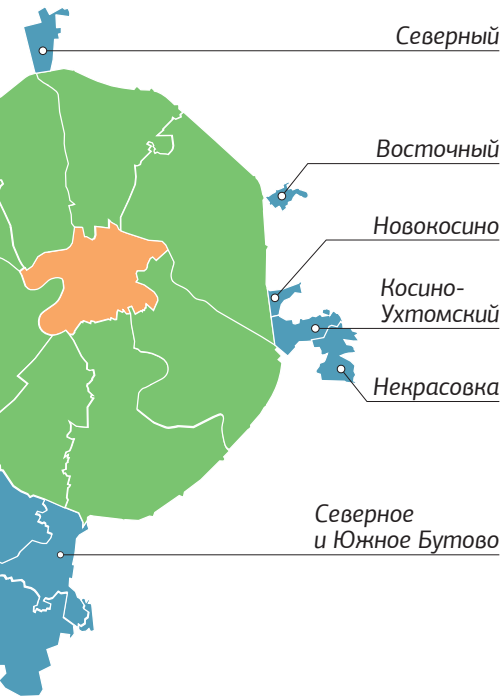 Северный
Восточный
Новокосино
Косино-
Ухтомский
Некрасовка
Северное
и Южное Бутово